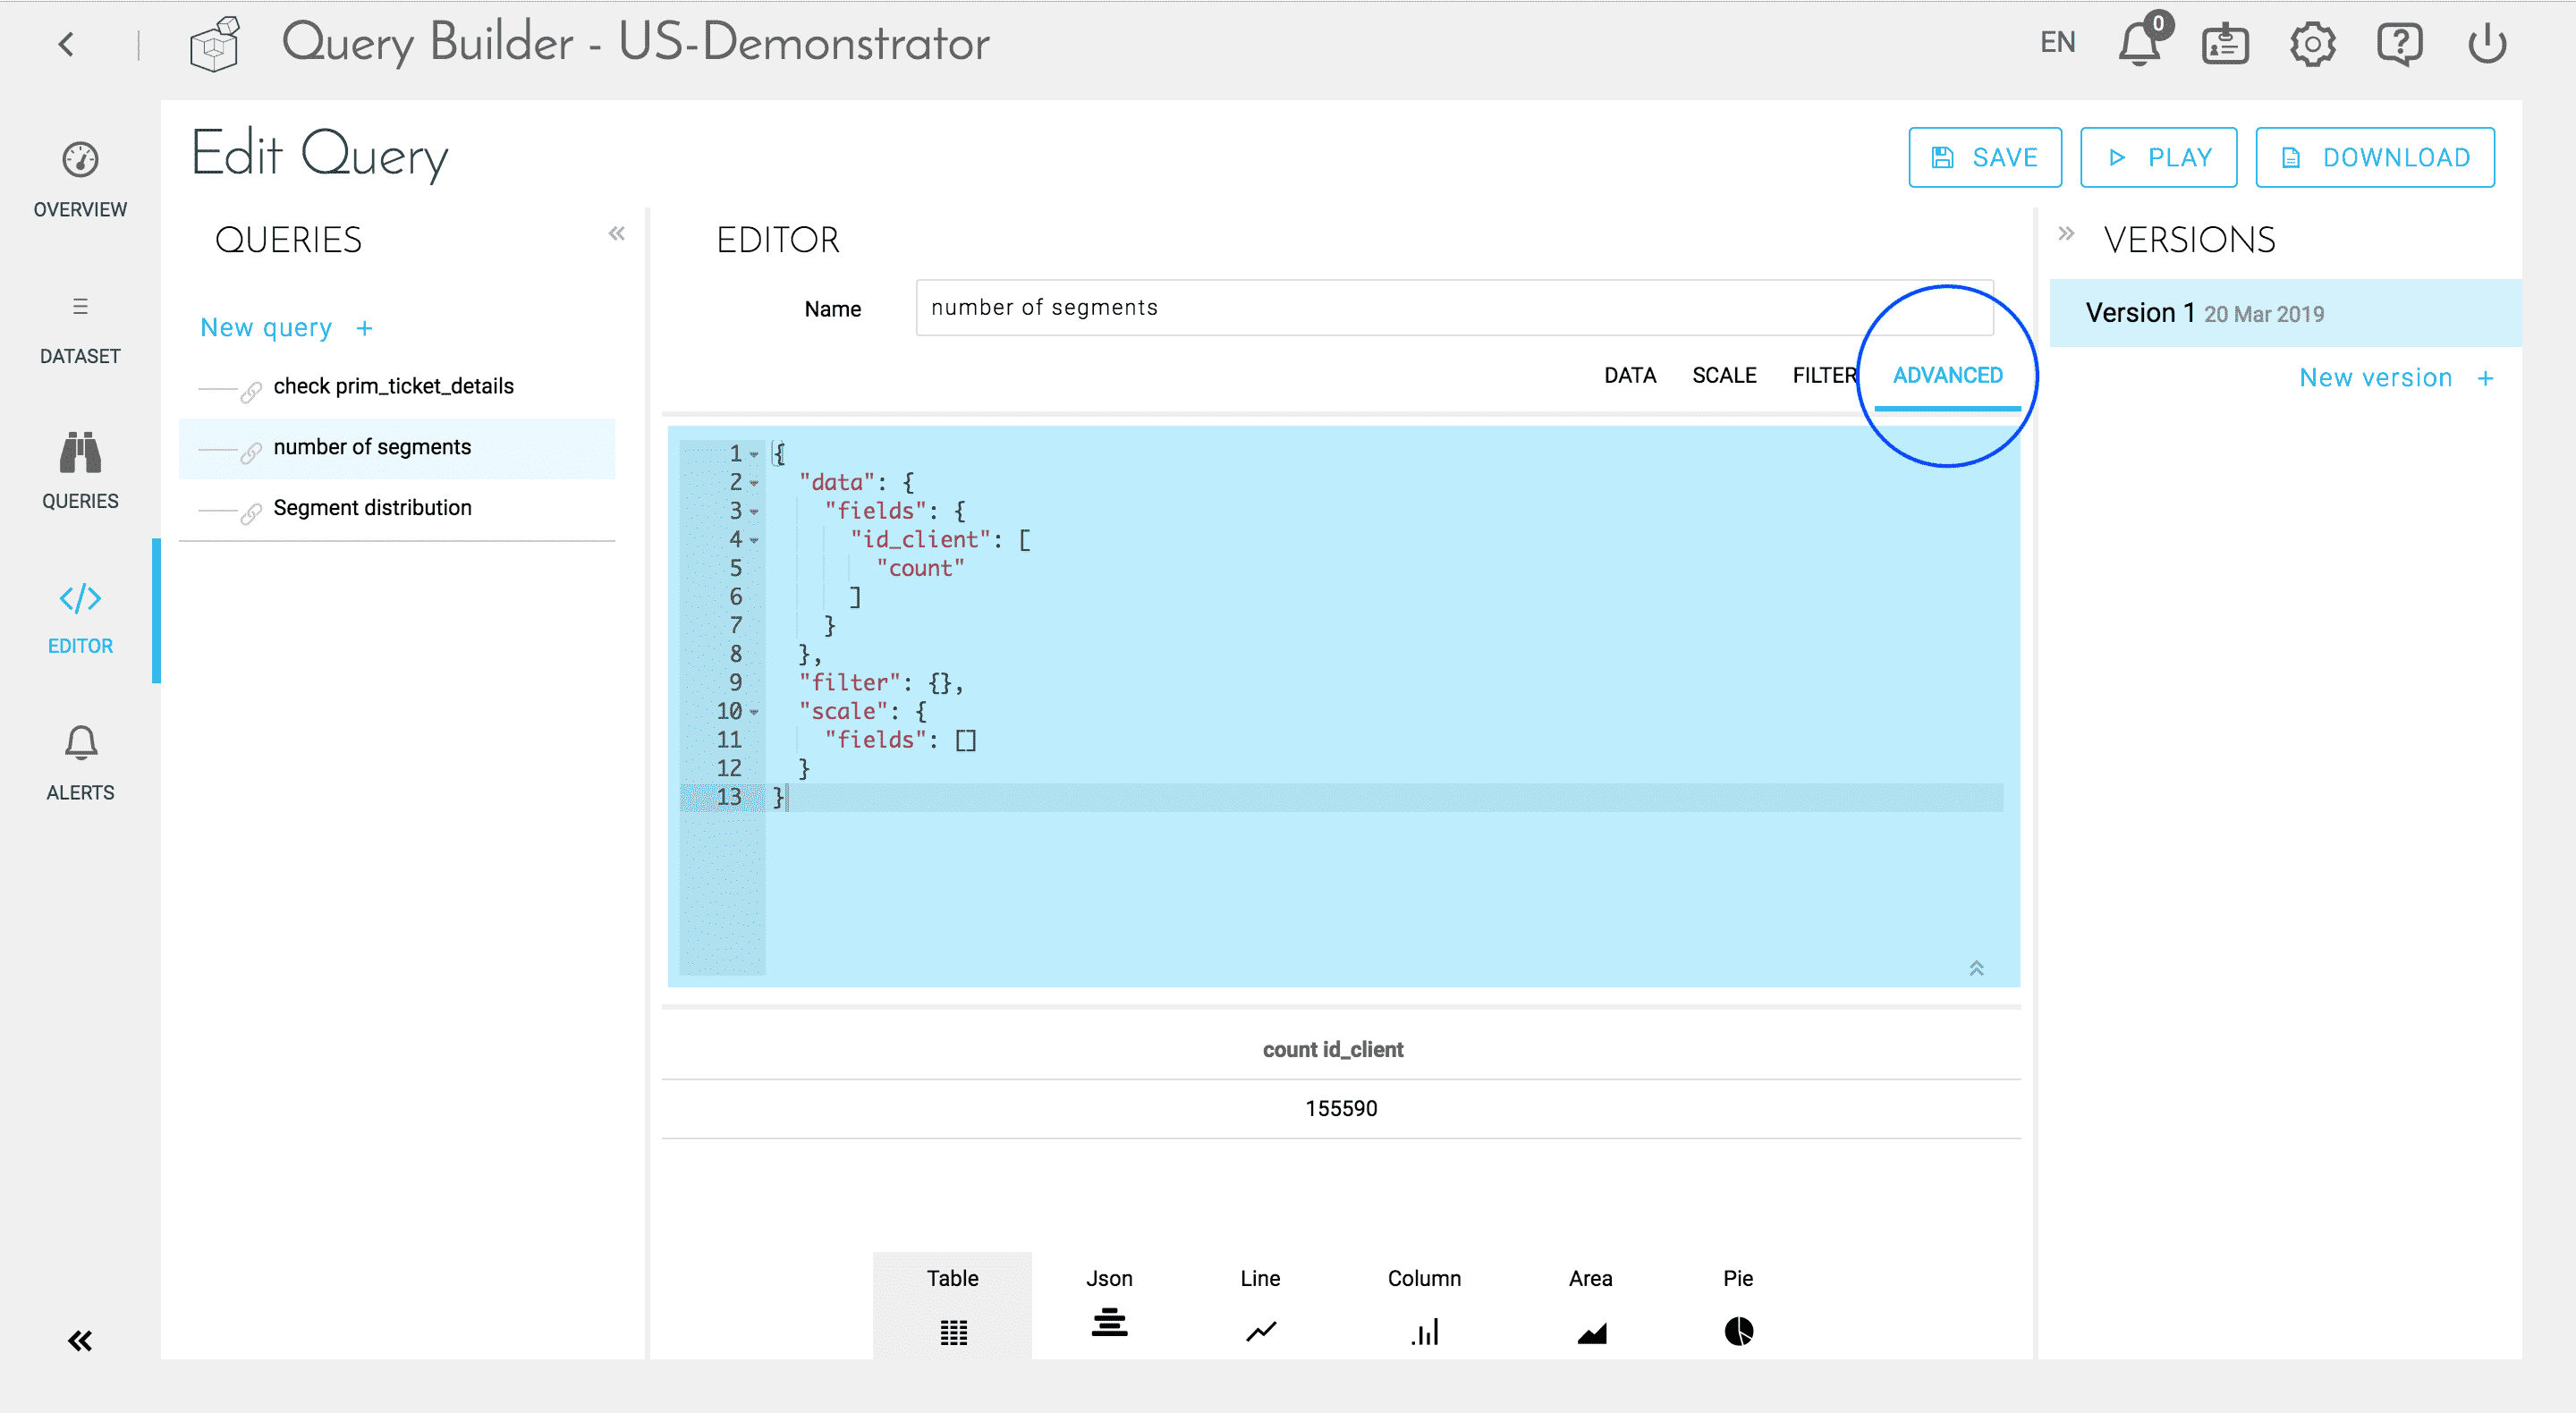 Query Builder - US-Demonstrator
EN
0
OVERVIEW
DATASET
QUERIES
EDITOR
ALERTS
Edit Query
SAVE
PLAY
DOWNLOAD
QUERIES
New query +
check prim_ticket_details
number of segments
Segment distribution
EDITOR
Name
number of segments
DATA SCALE FILTER ADVANCED
1 {
2 "data": {
3 "fields": {
4 "id_client": [
5 "count"
6 ]
7 }
8 },
9 "filter": {},
10 "scale": {
11 "fields": []
12 }
13 }
count id_client
155590
Table Json Line Column Area Pie
VERSIONS
Version 1 20 Mar 2019
New version +